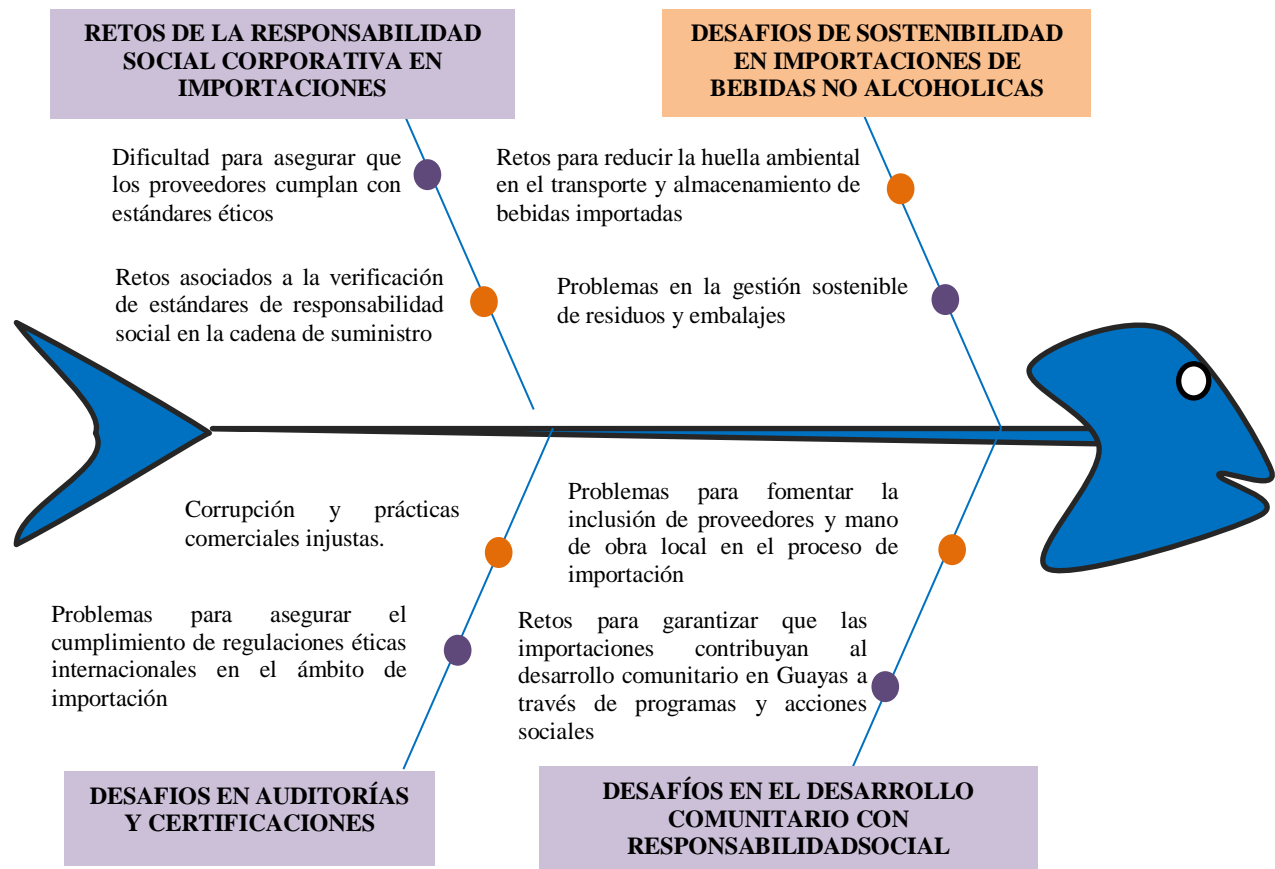 RETOS DE LA RESPONSABILIDAD
SOCIAL CORPORATIVA EN
IMPORTACIONES
DESAFIOS DE SOSTENIBILIDAD
EN IMPORTACIONES DE
BEBIDAS NO ALCOHOLICAS
Dificultad para asegurar que
los proveedores cumplan con
estándares éticos
Retos para reducir la huella ambiental
en el transporte y almacenamiento de
bebidas importadas
Retos asociados a la verificación
de estándares de responsabilidad
social en la cadena de suministro
Problemas en la gestión sostenible
de residuos y embalajes
Corrupción y prácticas
comerciales injustas.
Problemas para fomentar la
inclusión de proveedores y mano
de obra local en el proceso de
importación
Problemas para asegurar el
cumplimiento de regulaciones éticas
internacionales en el ámbito de
importación
Retos para garantizar que las
importaciones contribuyan al
desarrollo comunitario en Guayas a
través de programas y acciones
sociales
DESAFIOS EN AUDITORÍAS
Y CERTIFICACIONES
DESAFÍOS EN EL DESARROLLO
COMUNITARIO CON
RESPONSABILIDADSOCIAL